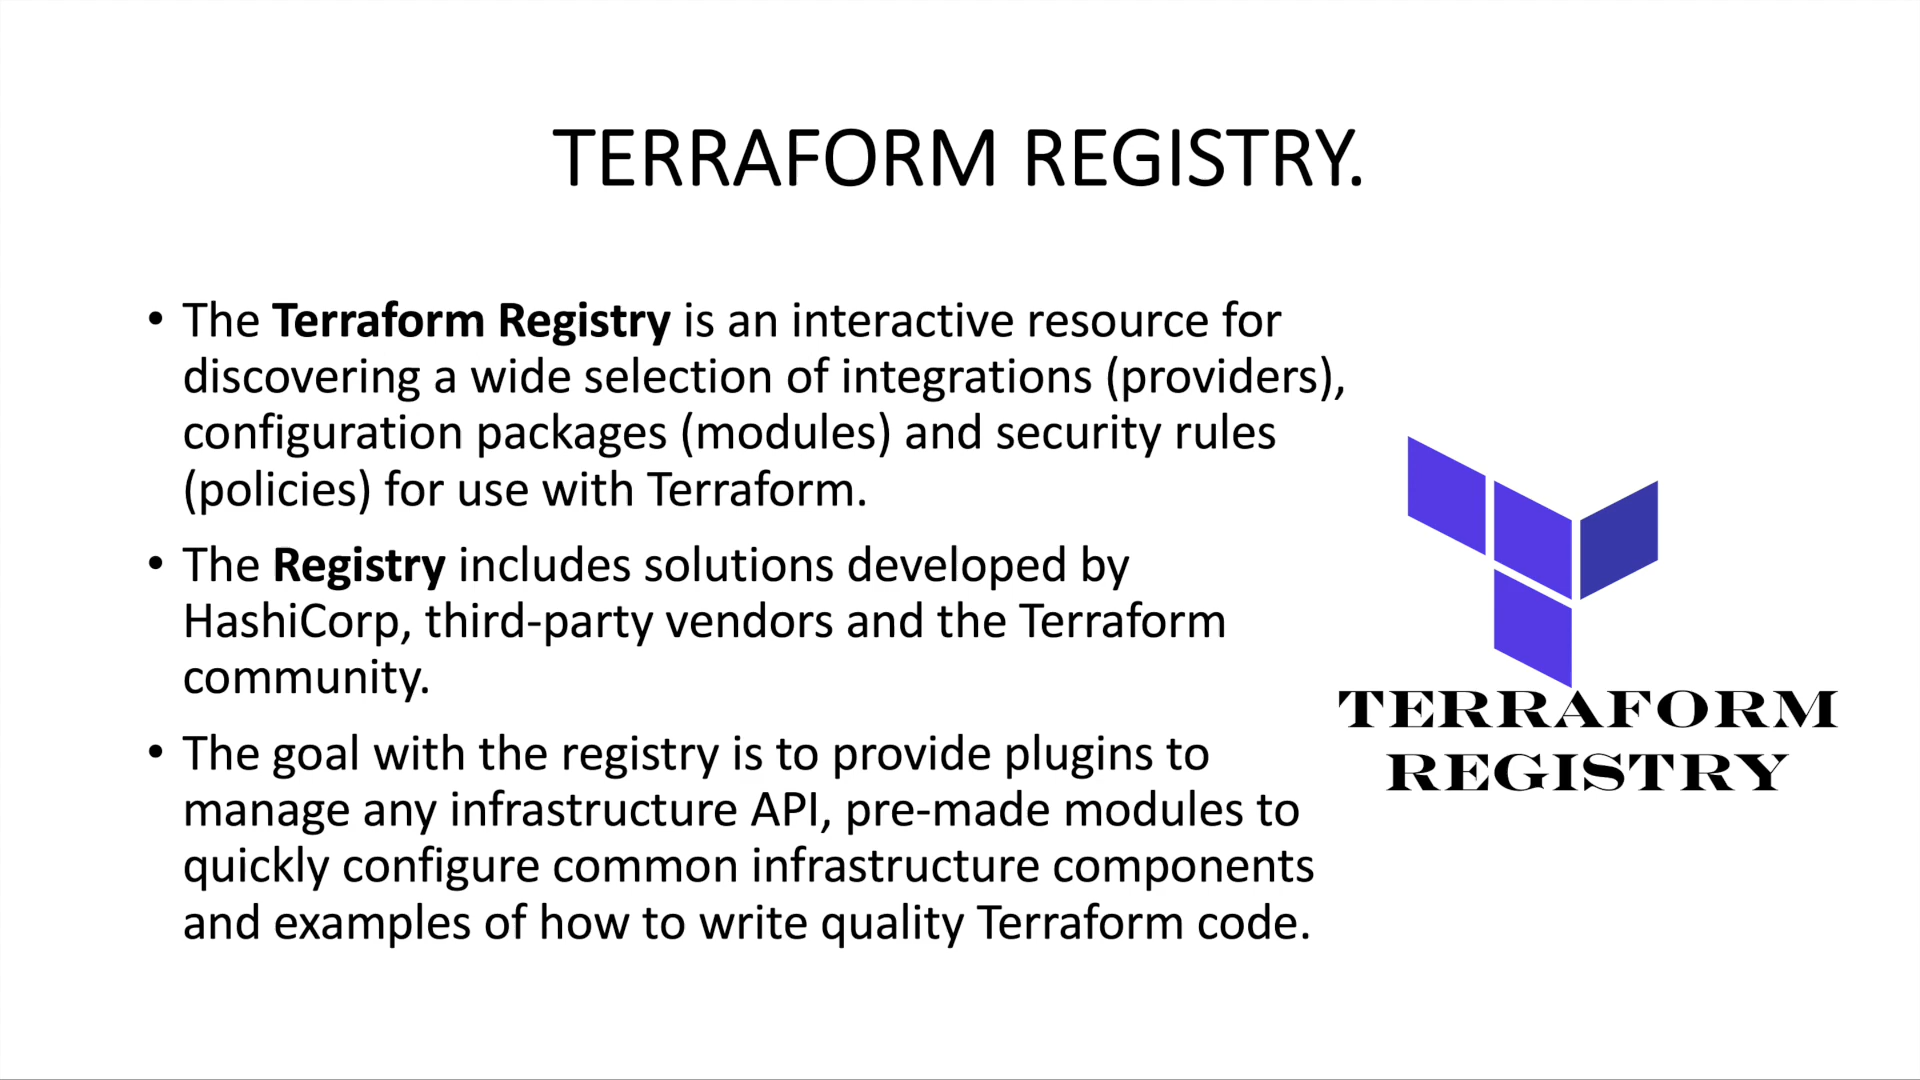 TERRAFORM REGISTRY.
• The Terraform Registry is an interactive resource for
discovering a wide selection of integrations (providers),
configuration packages (modules) and security rules
(policies) for use with Terraform.
• The Registry includes solutions developed by
HashiCorp, third-party vendors and the Terraform
community.
• The goal with the registry is to provide plugins to
manage any infrastructure API, pre-made modules to
quickly configure common infrastructure components
and examples of how to write quality Terraform code.
TERRAFORM
REGISTRY